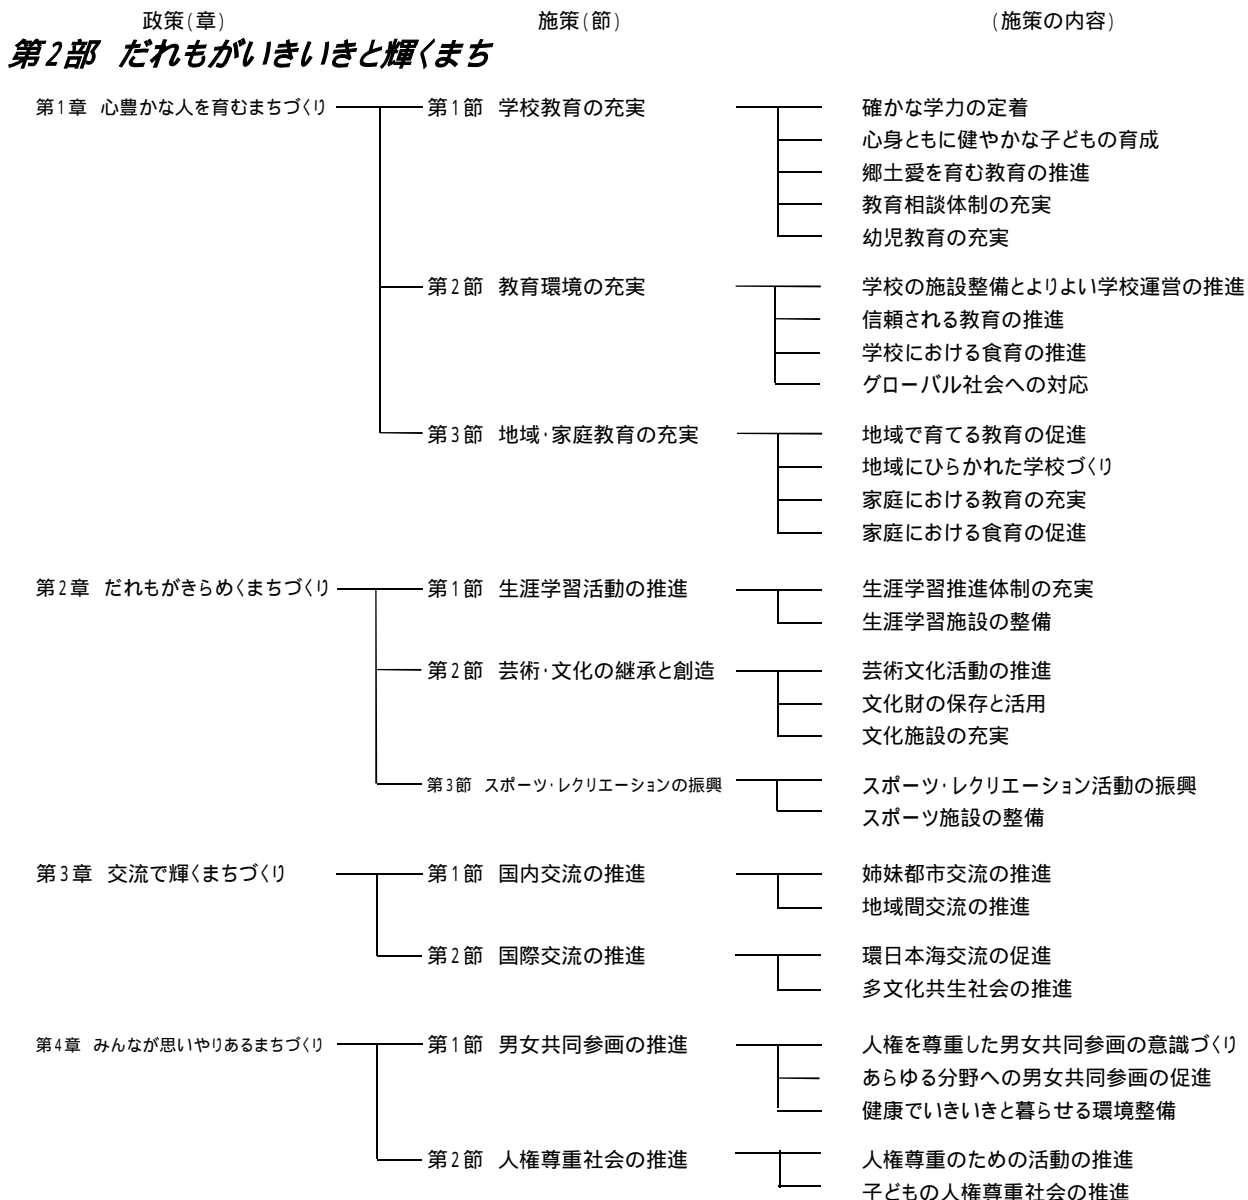 政策(章) 施策(節) (施策の内容)
第2部 だれもがいきいきと輝くまち
第1章 心豊かな人を育むまちづくり 第1節 学校教育の充実 確かな学力の定着
心身ともに健やかな子どもの育成
郷土愛を育む教育の推進
教育相談体制の充実
幼児教育の充実
第2節 教育環境の充実 学校の施設整備とよりよい学校運営の推進
信頼される教育の推進
学校における食育の推進
グローバル社会への対応
第3節 地域・家庭教育の充実 地域で育てる教育の促進
地域にひらかれた学校づくり
家庭における教育の充実
家庭における食育の促進
第2章 だれもがきらめくまちづくり 第1節 生涯学習活動の推進 生涯学習推進体制の充実
生涯学習施設の整備
第2節 芸術・文化の継承と創造 芸術文化活動の推進
文化財の保存と活用
文化施設の充実
第3節 スポーツ・レクリエーションの振興 スポーツ・レクリエーション活動の振興
スポーツ施設の整備
第3章 交流で輝くまちづくり 第1節 国内交流の推進 姉妹都市交流の推進
地域間交流の推進
第2節 国際交流の推進 環日本海交流の促進
多文化共生社会の推進
第4章 みんなが思いやりあるまちづくり 第1節 男女共同参画の推進 人権を尊重した男女共同参画の意識づくり
あらゆる分野への男女共同参画の促進
健康でいきいきと暮らせる環境整備
第2節 人権尊重社会の推進 人権尊重のための活動の推進
子どもの人権尊重社会の推進